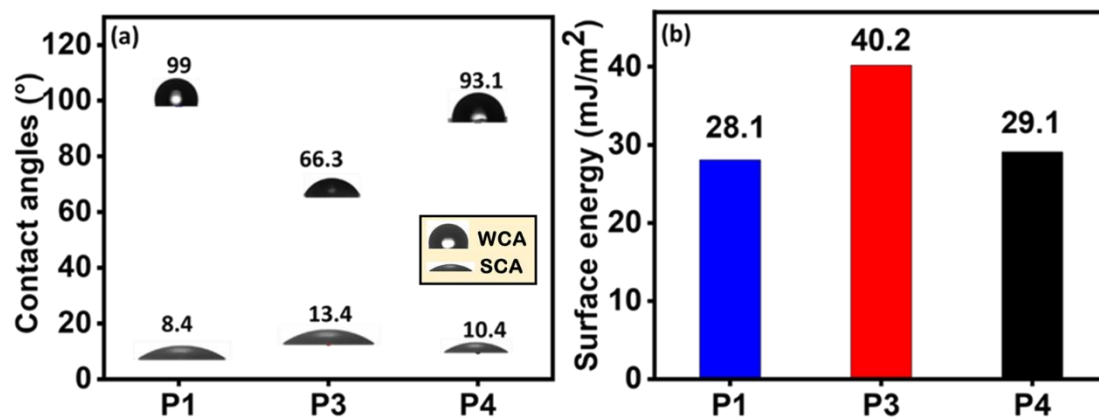 (a)
Contact angles (°)
120
100
80
60
40
20
0
99
66.3
93.1
8.4
13.4
10.4
WCA
SCA
P1 P3 P4
(b)
Surface energy (mJ/m²)
40
30
20
10
0
28.1
40.2
29.1
P1 P3 P4